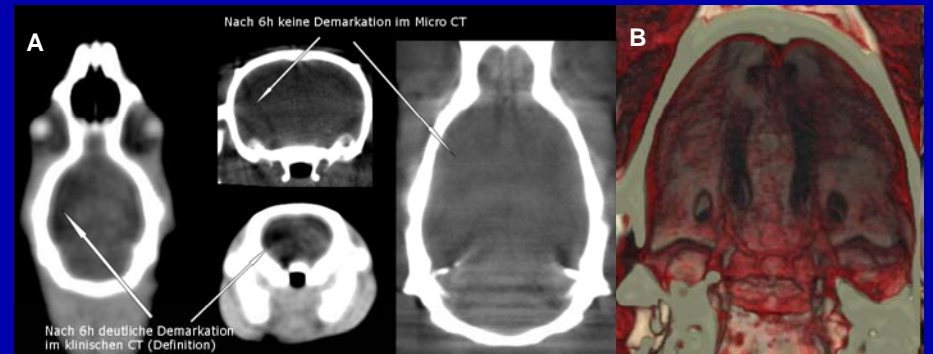 Nach 6h keine Demarkation im Micro CT
A
B
Nach 6h deutliche Demarkation
im klinischen CT (Definition)